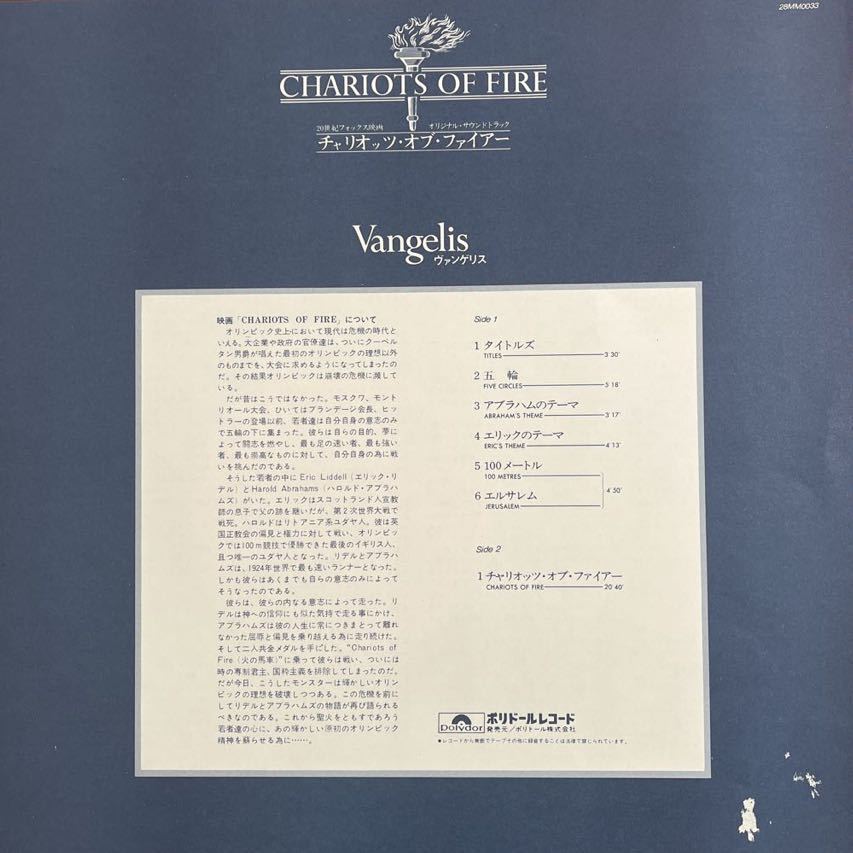 28MM0033
CHARIOTS OF FIRE
20世紀フォックス映画 オリジナル・サウンドトラック
チャリオッツ・オブ・ファイアー
Vangelis
ヴァンゲリス
映画「CHARIOTS OF FIRE」について
オリンピック史上において現代は危機の時代と
いえる。大企業や政府の官僚達は、ついにクーベル
タン男爵が唱えた最初のオリンピックの理想以外
のものまでを、大会に求めるようになってしまったの
だ。その結果オリンピックは崩壊の危機に瀕して
いる。
だが昔はこうではなかった。モスクワ、モントリ
オール大会、ひいてはブランデージ会長、ヒッ
トラーの登場以前、若者達は自分自身の意志のみ
で五輪の下に集まった。彼らは自らの目的、夢に
よって闘志を燃やし、最も足の速い者、最も強い
者、最も崇高なものに対して、自分自身の為に戦
いを挑んだのである。
そうした若者の中に Eric Liddell (エリック・リ
デル) と Harold Abrahams (ハロルド・アブラハ
ムズ) がいた。エリックはスコットランド人宣教
師の息子で父の跡を継いだが、第2次世界大戦で
戦死。ハロルドはリトアニア系ユダヤ人。彼は英
国正教会の偏見と権力に対して戦い、オリンピッ
クでは100m競技で優勝できた最後のイギリス人、
且つ唯一のユダヤ人となった。リデルとアブラハ
ムズは、1924年世界で最も速いランナーとなった。
しかも彼らはあくまでも自らの意志のみによって
そうなったのである。
彼らは、彼らの内なる意志によって走った。リ
デルは神への信仰にも似た気持で走る事にかけ、
アブラハムズは彼の人生に常につきまとって離れ
なかった屈辱と偏見を乗り越える為に走り続けた。
そして二人共金メダルを手にした。"Chariots of
Fire (火の馬車)"に乗って彼らは戦い、ついには
時の専制君主、国粋主義を排除してしまったのだ。
だが今日、こうしたモンスターは輝かしいオリン
ピックの理想を破壊しつつある。この危機を前に
してリデルとアブラハムズの物語が再び語られる
べきなのである。これから聖火をともすであろう
若者達の心に、あの輝かしい原初のオリンピック
精神を蘇らせる為に……。
Side 1
1 タイトルズ
TITLES 3'30'
2 五 輪
FIVE CIRCLES 5'18'
3 アブラハムのテーマ
ABRAHAM'S THEME 3'17'
4 エリックのテーマ
ERIC'S THEME 4'13'
5 100メートル
100 METRES
4'50'
6 エルサレム
JERUSALEM
Side 2
1 チャリオッツ・オブ・ファイアー
CHARIOTS OF FIRE 20'40'
Polydor ポリドールレコード
発売元/ポリドール株式会社
●レコードから無断でテープその他に録音することは法律で禁じられています。